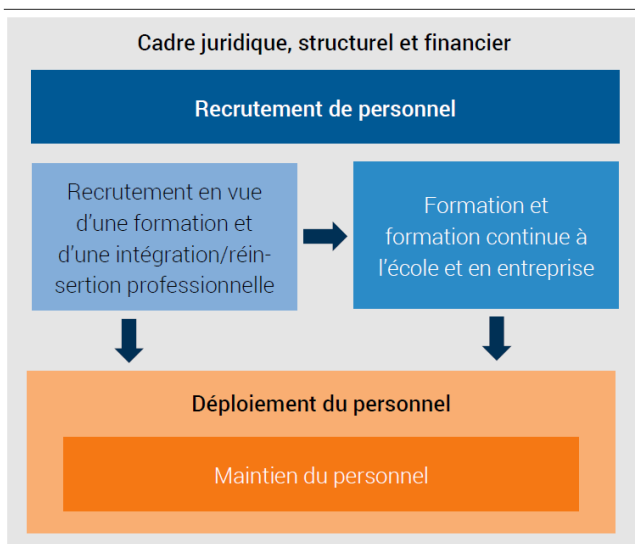 Cadre juridique, structurel et financier
Recrutement de personnel
Recrutement en vue
d'une formation et
d'une intégration/réin-
sertion professionnelle
Formation et
formation continue à
l'école et en entreprise
Déploiement du personnel
Maintien du personnel